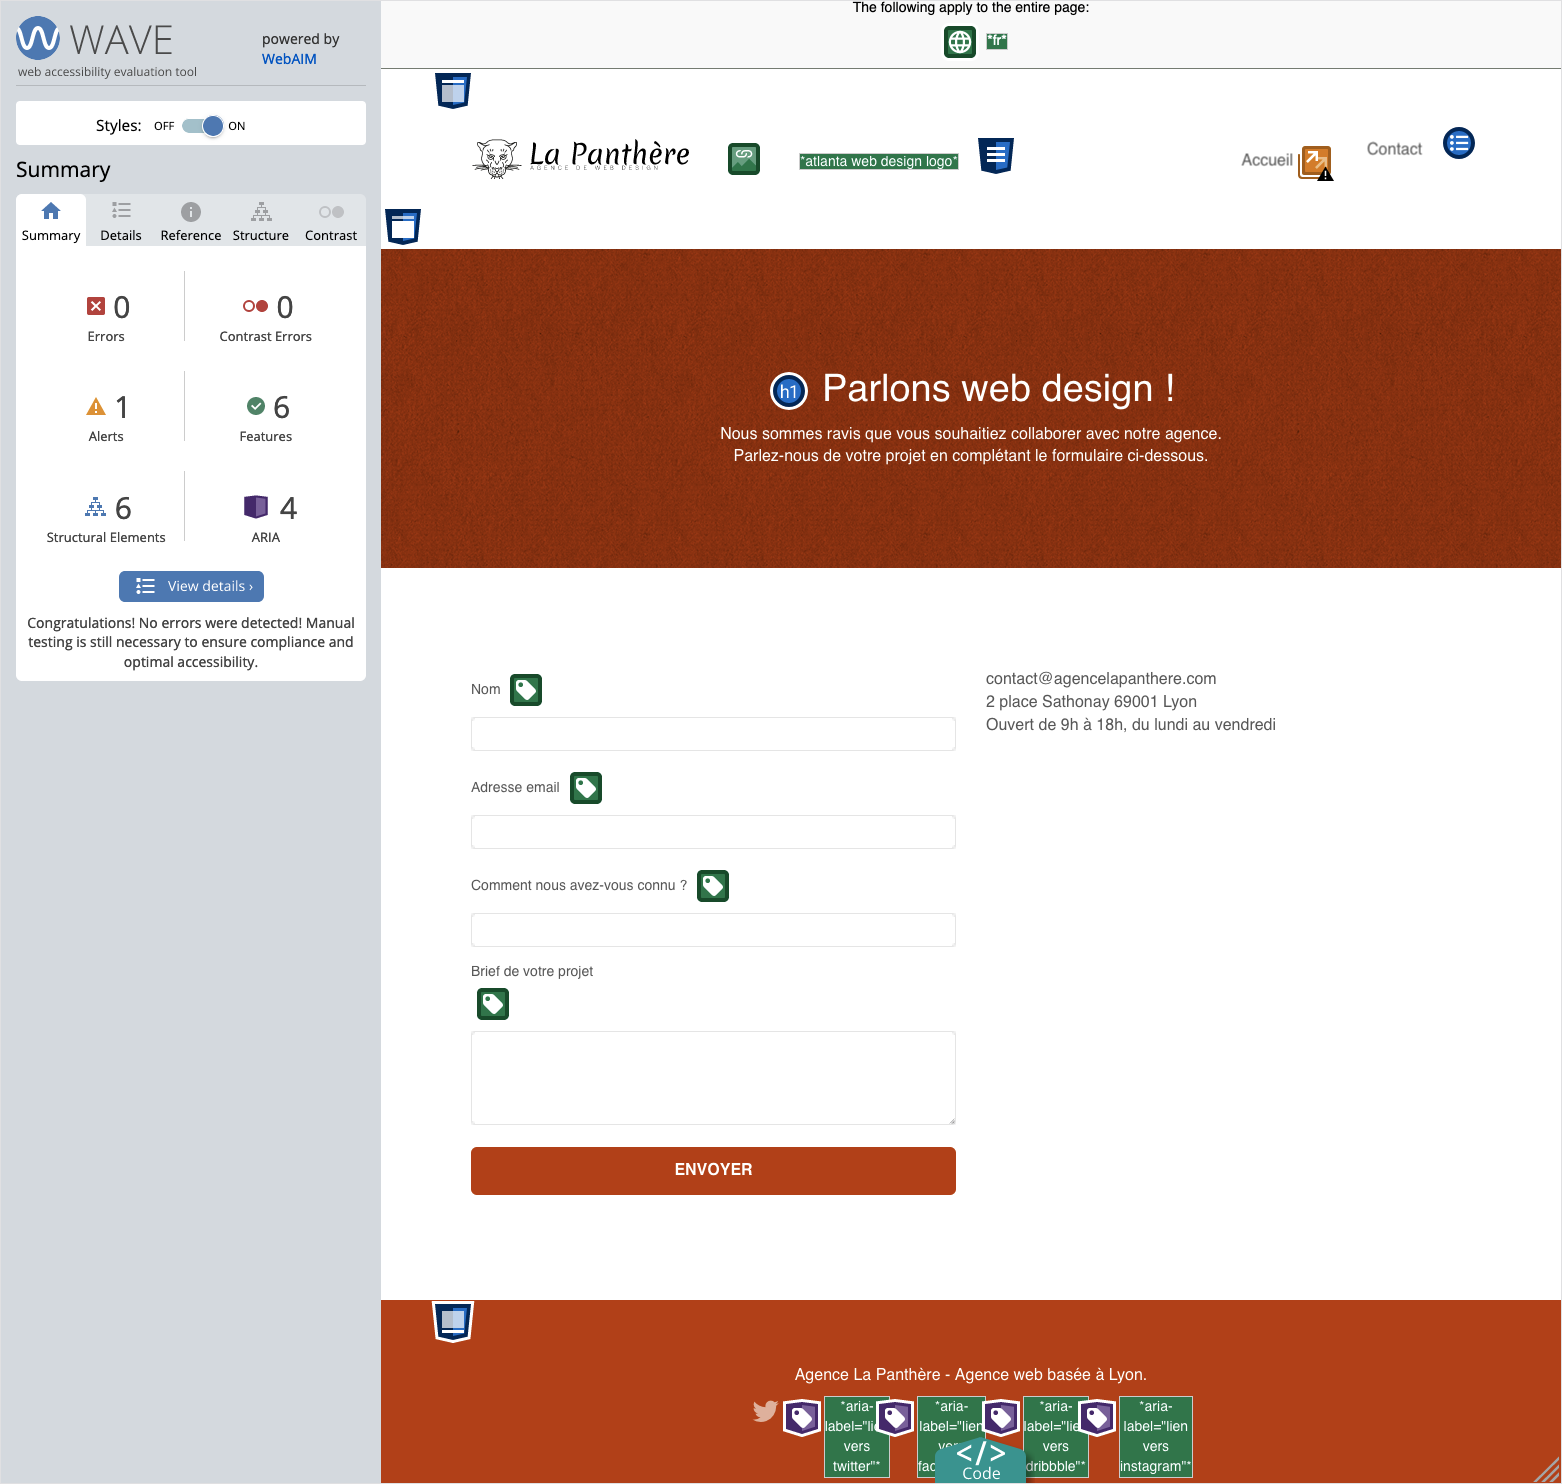 WAVE
web accessibility evaluation tool
powered by
WebAIM
Styles: OFF ON
Summary
Summary Details Reference Structure Contrast
0
Errors
0
Contrast Errors
1
Alerts
6
Features
6
Structural Elements
4
ARIA
View details ›
Congratulations! No errors were detected! Manual
testing is still necessary to ensure compliance and
optimal accessibility.
The following apply to the entire page:
*fr*
La Panthère
AGENCE DE WEB DESIGN
*atlanta web design logo*
Accueil
Contact
h1 Parlons web design !
Nous sommes ravis que vous souhaitiez collaborer avec notre agence.
Parlez-nous de votre projet en complétant le formulaire ci-dessous.
Nom
Adresse email
Comment nous avez-vous connu ?
Brief de votre projet
ENVOYER
contact@agencelapanthere.com
2 place Sathonay 69001 Lyon
Ouvert de 9h à 18h, du lundi au vendredi
Agence La Panthère - Agence web basée à Lyon.
*aria-
label="lien
vers
twitter"*
*aria-
label="lien
*aria-
label="lien
vers
dribbble"*
*aria-
label="lien
vers
instagram"*
</>
Code